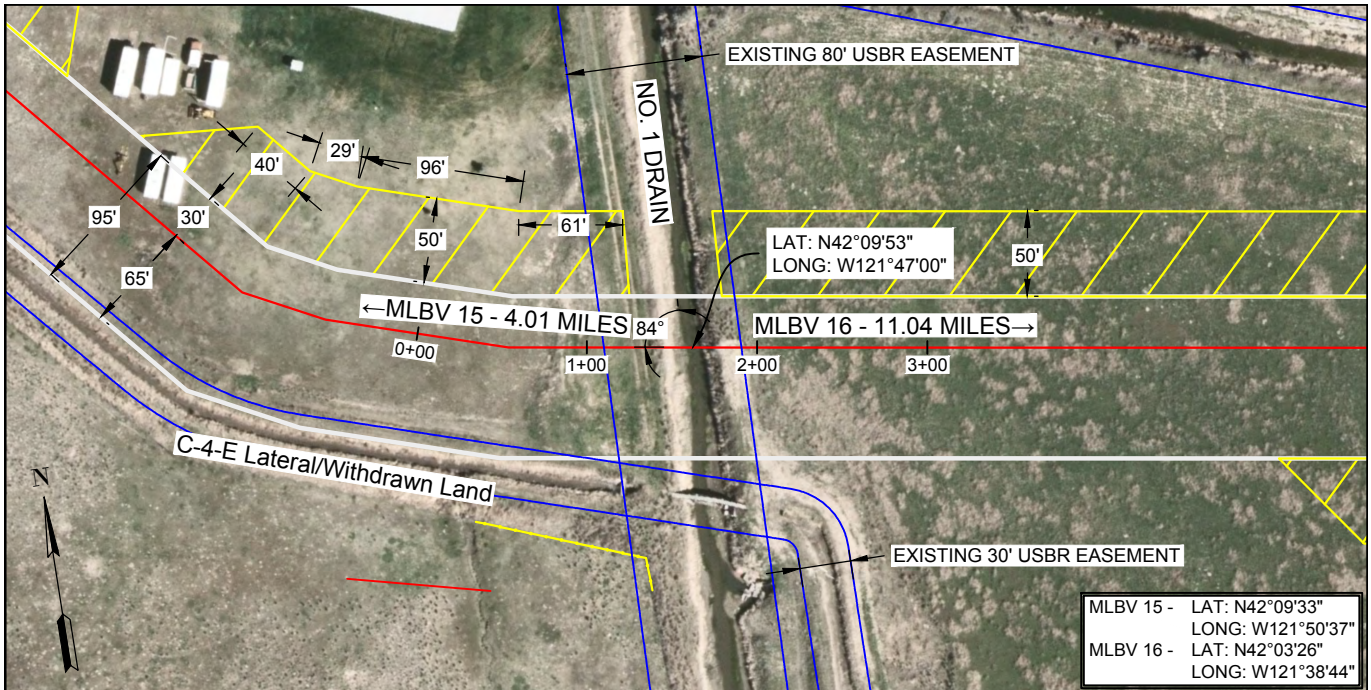 EXISTING 80' USBR EASEMENT
NO. 1 DRAIN
29'
40'
96'
95'
30'
61'
50'
LAT: N42°09'53"
LONG: W121°47'00"
50'
65'
←MLBV 15 - 4.01 MILES
84°
MLBV 16 - 11.04 MILES→
0+00
1+00
2+00
3+00
C-4-E Lateral/Withdrawn Land
N
EXISTING 30' USBR EASEMENT
MLBV 15 - LAT: N42°09'33"
LONG: W121°50'37"
MLBV 16 - LAT: N42°03'26"
LONG: W121°38'44"